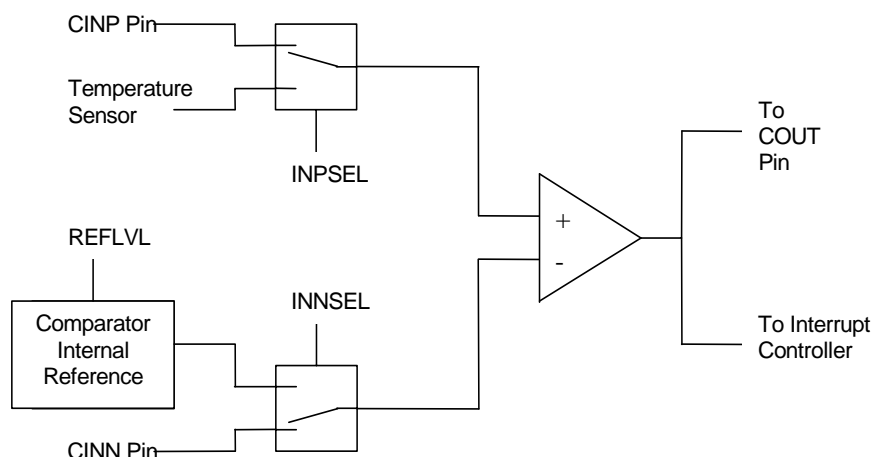 CINP Pin
Temperature
Sensor
INPSEL
To
COUT
Pin
+
-
REFLVL
INNSEL
Comparator
Internal
Reference
To Interrupt
Controller
CINN Pin